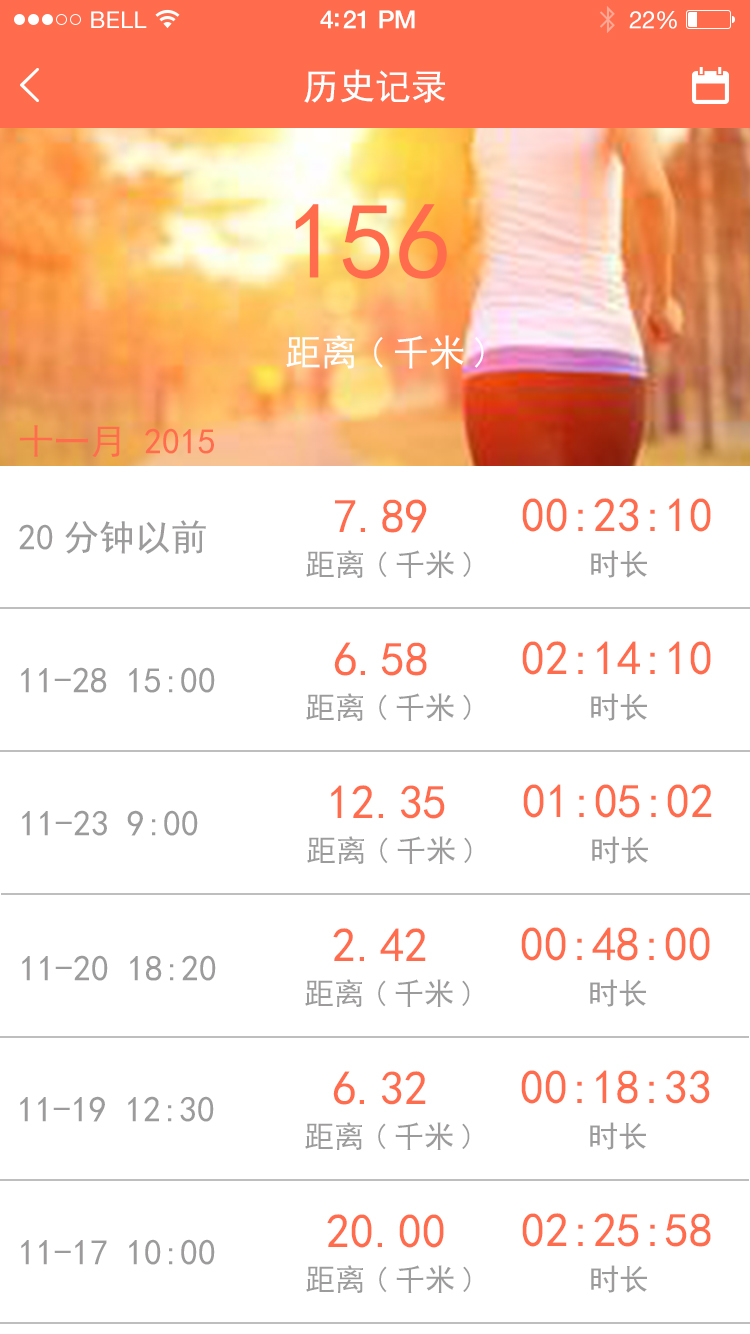 BELL 4:21 PM 22%
历史记录
156
距离（千米）
十一月 2015
20 分钟以前 7.89 00:23:10
距离（千米） 时长
11-28 15:00 6.58 02:14:10
距离（千米） 时长
11-23 9:00 12.35 01:05:02
距离（千米） 时长
11-20 18:20 2.42 00:48:00
距离（千米） 时长
11-19 12:30 6.32 00:18:33
距离（千米） 时长
11-17 10:00 20.00 02:25:58
距离（千米） 时长